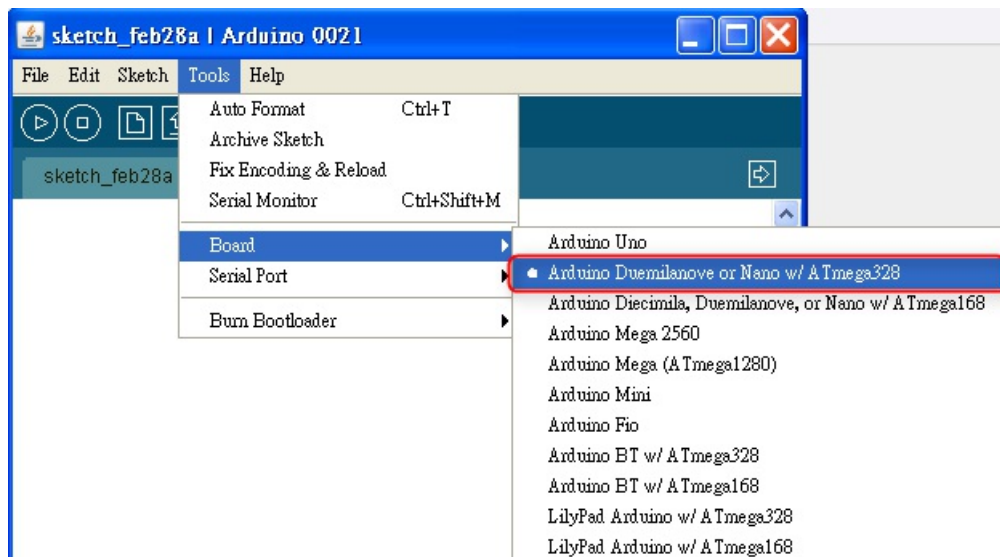 sketch_feb28a | Arduino 0021
File Edit Sketch Tools Help
sketch_feb28a
Auto Format Ctrl+T
Archive Sketch
Fix Encoding & Reload
Serial Monitor Ctrl+Shift+M
Board
Serial Port
Burn Bootloader
Arduino Uno
Arduino Duemilanove or Nano w/ ATmega328
Arduino Diecimila, Duemilanove, or Nano w/ ATmega168
Arduino Mega 2560
Arduino Mega (ATmega1280)
Arduino Mini
Arduino Fio
Arduino BT w/ ATmega328
Arduino BT w/ ATmega168
LilyPad Arduino w/ ATmega328
LilyPad Arduino w/ ATmega168